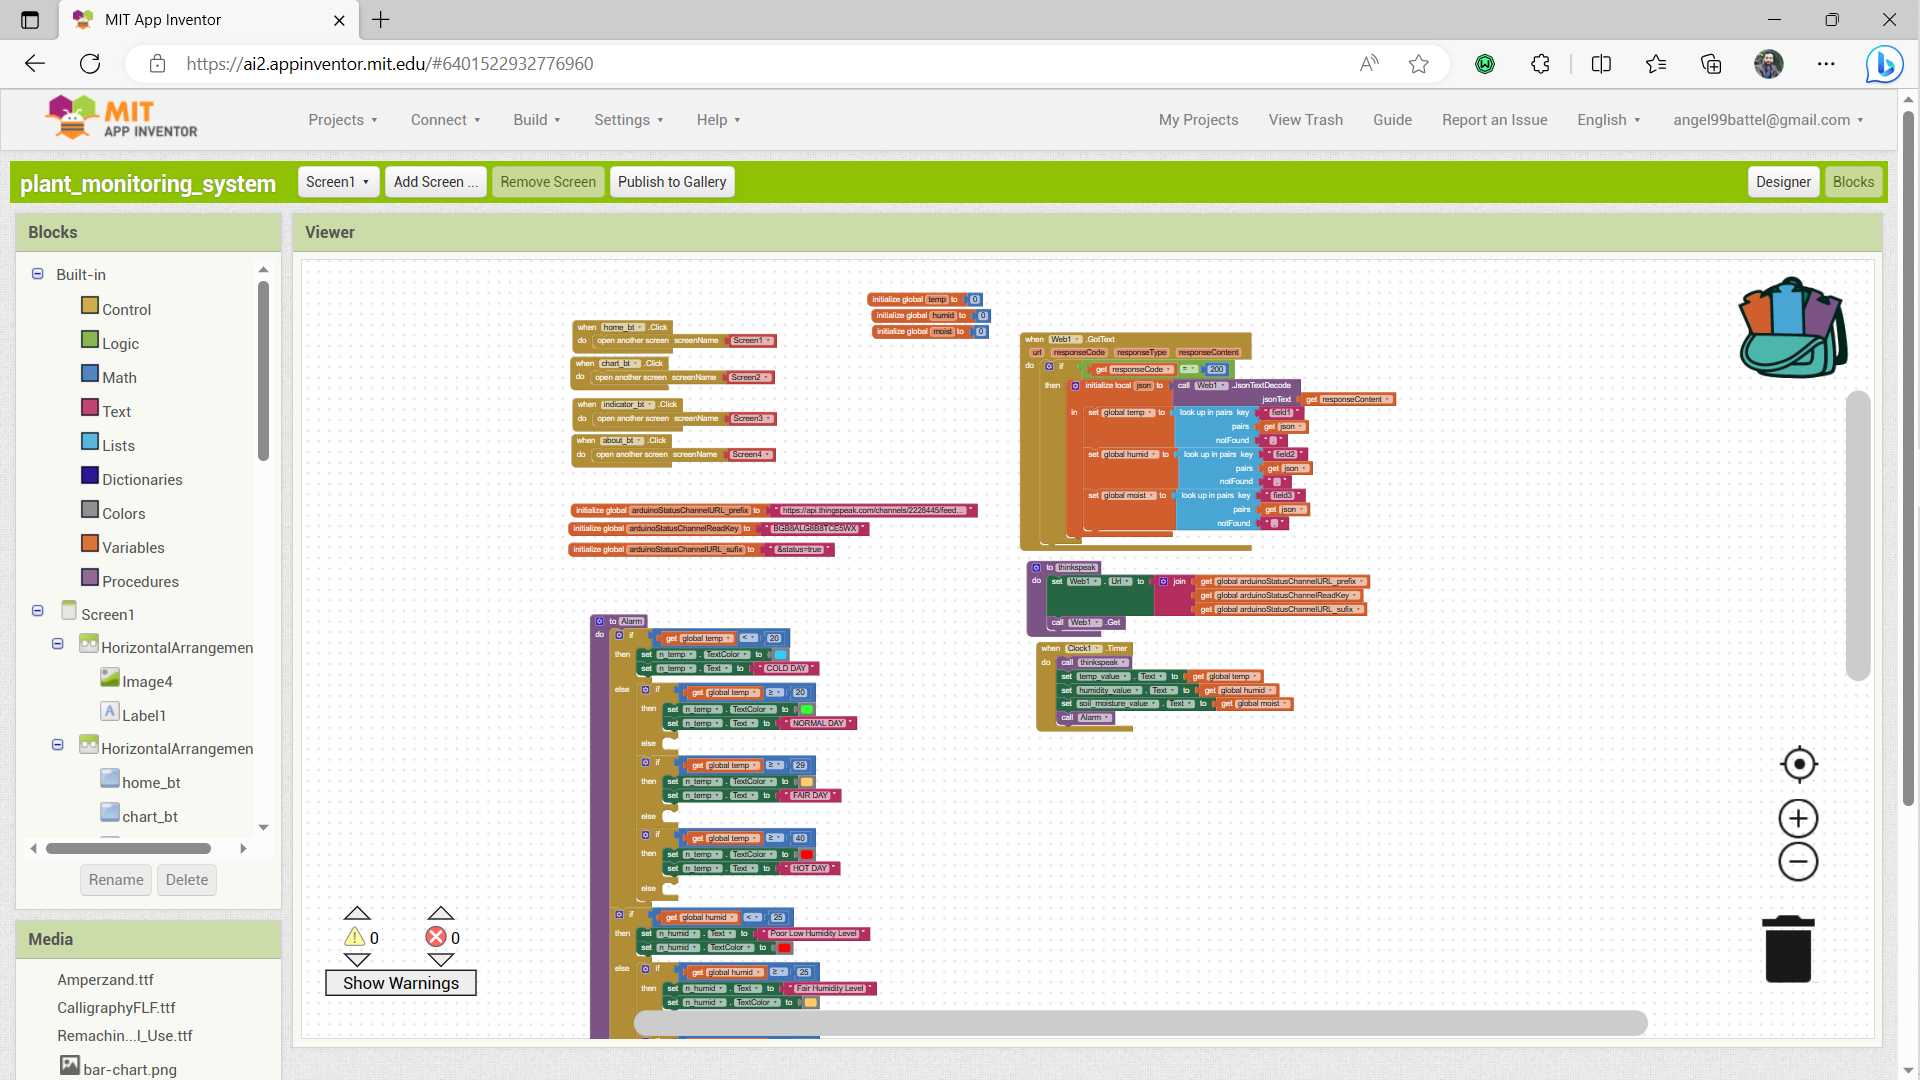 MIT App Inventor
https://ai2.appinventor.mit.edu/#6401522932776960
MIT
APP INVENTOR
Projects Connect Build Settings Help My Projects View Trash Guide Report an Issue English angel99battel@gmail.com
plant_monitoring_system Screen1 Add Screen ... Remove Screen Publish to Gallery Designer Blocks
Blocks
Built-in
Control
Logic
Math
Text
Lists
Dictionaries
Colors
Variables
Procedures
Screen1
HorizontalArrangemen
Image4
Label1
HorizontalArrangemen
home_bt
chart_bt
Rename Delete
Media
Amperzand.ttf
CalligraphyFLF.ttf
Remachin...l_Use.ttf
bar-chart.png
Viewer
when home_bt .Click
do open another screen screenName Screen1
when chart_bt .Click
do open another screen screenName Screen2
when indicator_bt .Click
do open another screen screenName Screen3
when about_bt .Click
do open another screen screenName Screen4
initialize global temp to 0
initialize global humid to 0
initialize global moist to 0
initialize global arduinoStatusChannelURL_prefix to " https://api.thingspeak.com/channels/2228445/feed... "
initialize global arduinoStatusChannelReadKey to " BGB8ALG8B8TCE5WX "
initialize global arduinoStatusChannelURL_sufix to " &status=true "
to Alarm
do if get global temp < 20
then set n_temp . TextColor to
set n_temp . Text to " COLD DAY "
else if get global temp ≥ 20
then set n_temp . TextColor to
set n_temp . Text to " NORMAL DAY "
else
if get global temp ≥ 29
then set n_temp . TextColor to
set n_temp . Text to " FAIR DAY "
else
if get global temp ≥ 40
then set n_temp . TextColor to
set n_temp . Text to " HOT DAY "
else
if get global humid < 25
then set n_humid . Text to " Poor Low Humidity Level "
set n_humid . TextColor to
else if get global humid ≥ 25
then set n_humid . Text to " Fair Humidity Level "
set n_humid . TextColor to
when Web1 .GotText
url responseCode responseType responseContent
do if get responseCode = 200
then initialize local json to call Web1 .JsonTextDecode
jsonText get responseContent
in set global temp to look up in pairs key " field1 "
pairs get json
notFound " "
set global humid to look up in pairs key " field2 "
pairs get json
notFound " "
set global moist to look up in pairs key " field3 "
pairs get json
notFound " "
to thinkspeak
do set Web1 . Url to join get global arduinoStatusChannelURL_prefix
get global arduinoStatusChannelReadKey
get global arduinoStatusChannelURL_sufix
call Web1 .Get
when Clock1 .Timer
do call thinkspeak
set temp_value . Text to get global temp
set humidity_value . Text to get global humid
set soil_moisture_value . Text to get global moist
call Alarm
0 0
Show Warnings